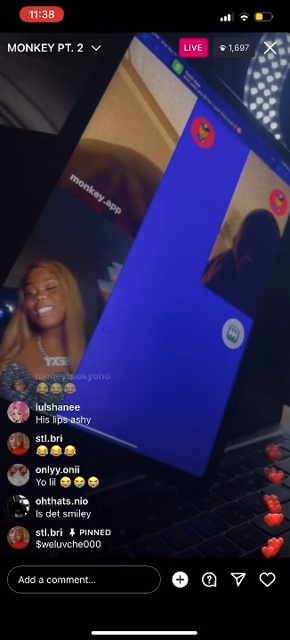 11:38
MONKEY PT. 2
LIVE
1,697
monkey.app
lulshanee
His lips ashy
stl.bri
😂😂😂
onlyy.onii
Yo lil 😭😭😭
ohthats.nio
Is det smiley
stl.bri PINNED
$weluvche000
Add a comment...